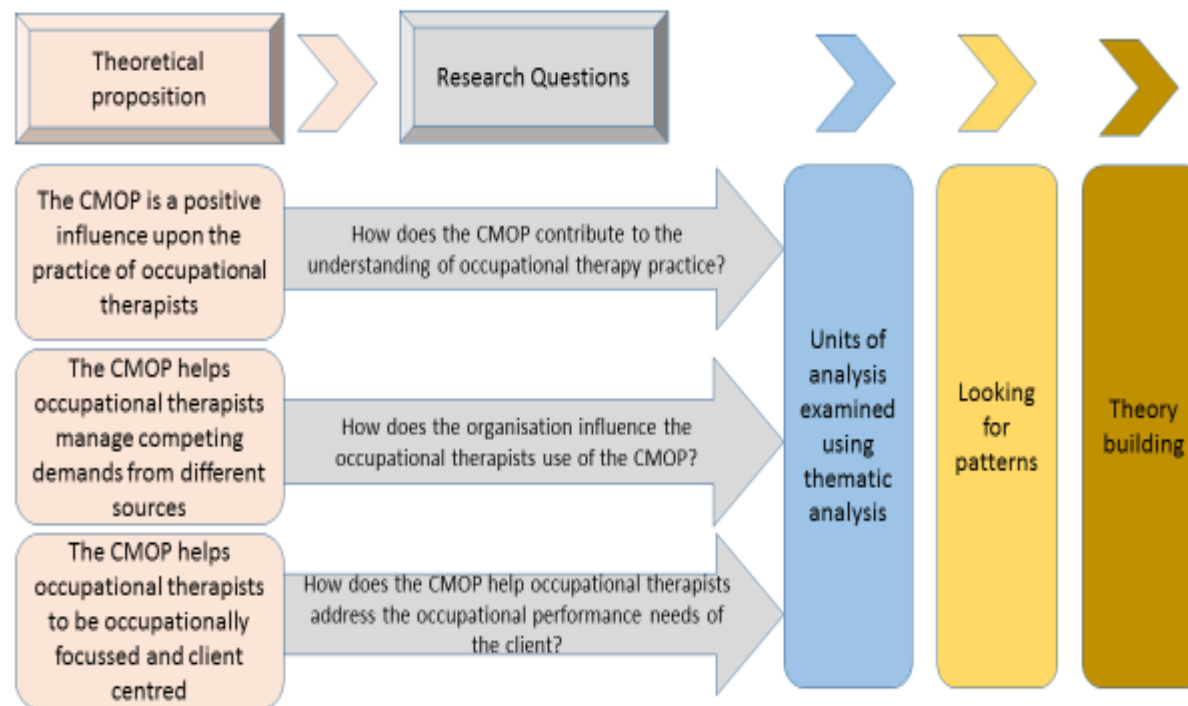 Theoretical
proposition
Research Questions
The CMOP is a positive
influence upon the
practice of occupational
therapists
How does the CMOP contribute to the
understanding of occupational therapy practice?
The CMOP helps
occupational therapists
manage competing
demands from different
sources
How does the organisation influence the
occupational therapists use of the CMOP?
The CMOP helps
occupational therapists
to be occupationally
focussed and client
centred
How does the CMOP help occupational therapists
address the occupational performance needs of
the client?
Units of
analysis
examined
using
thematic
analysis
Looking
for
patterns
Theory
building